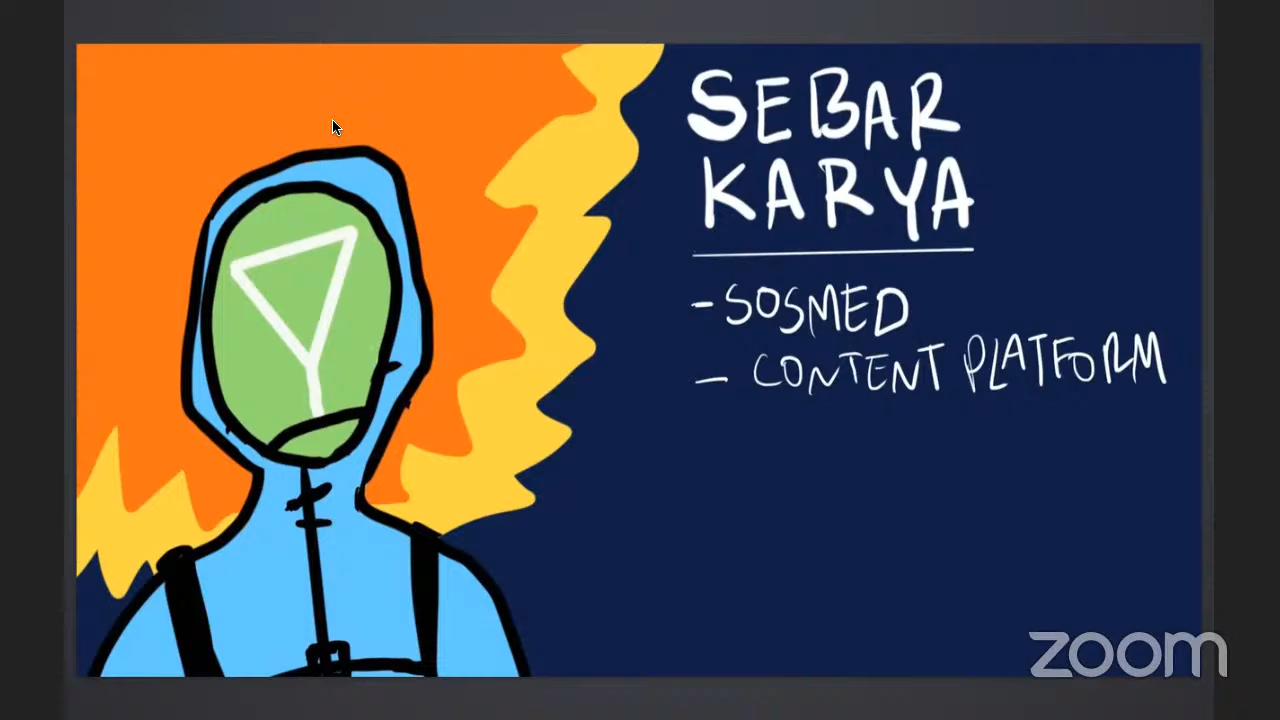 SEBAR
KARYA
- SOSMED
- CONTENT PLATFORM
zoom